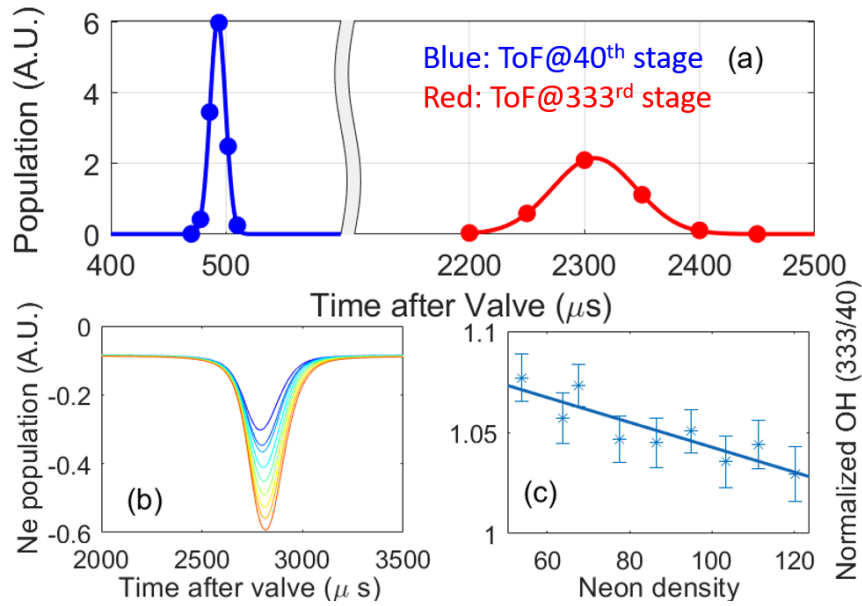 Population (A.U.)
6
4
2
0
Blue: ToF@40th stage (a)
Red: ToF@333rd stage
400 500 2200 2300 2400 2500
Time after Valve (μs)
Ne population (A.U.)
0
-0.2
-0.4
-0.6
(b)
2000 2500 3000 3500
Time after valve (μ s)
1.1
1.05
1
(c)
60 80 100 120
Neon density
Normalized OH (333/40)